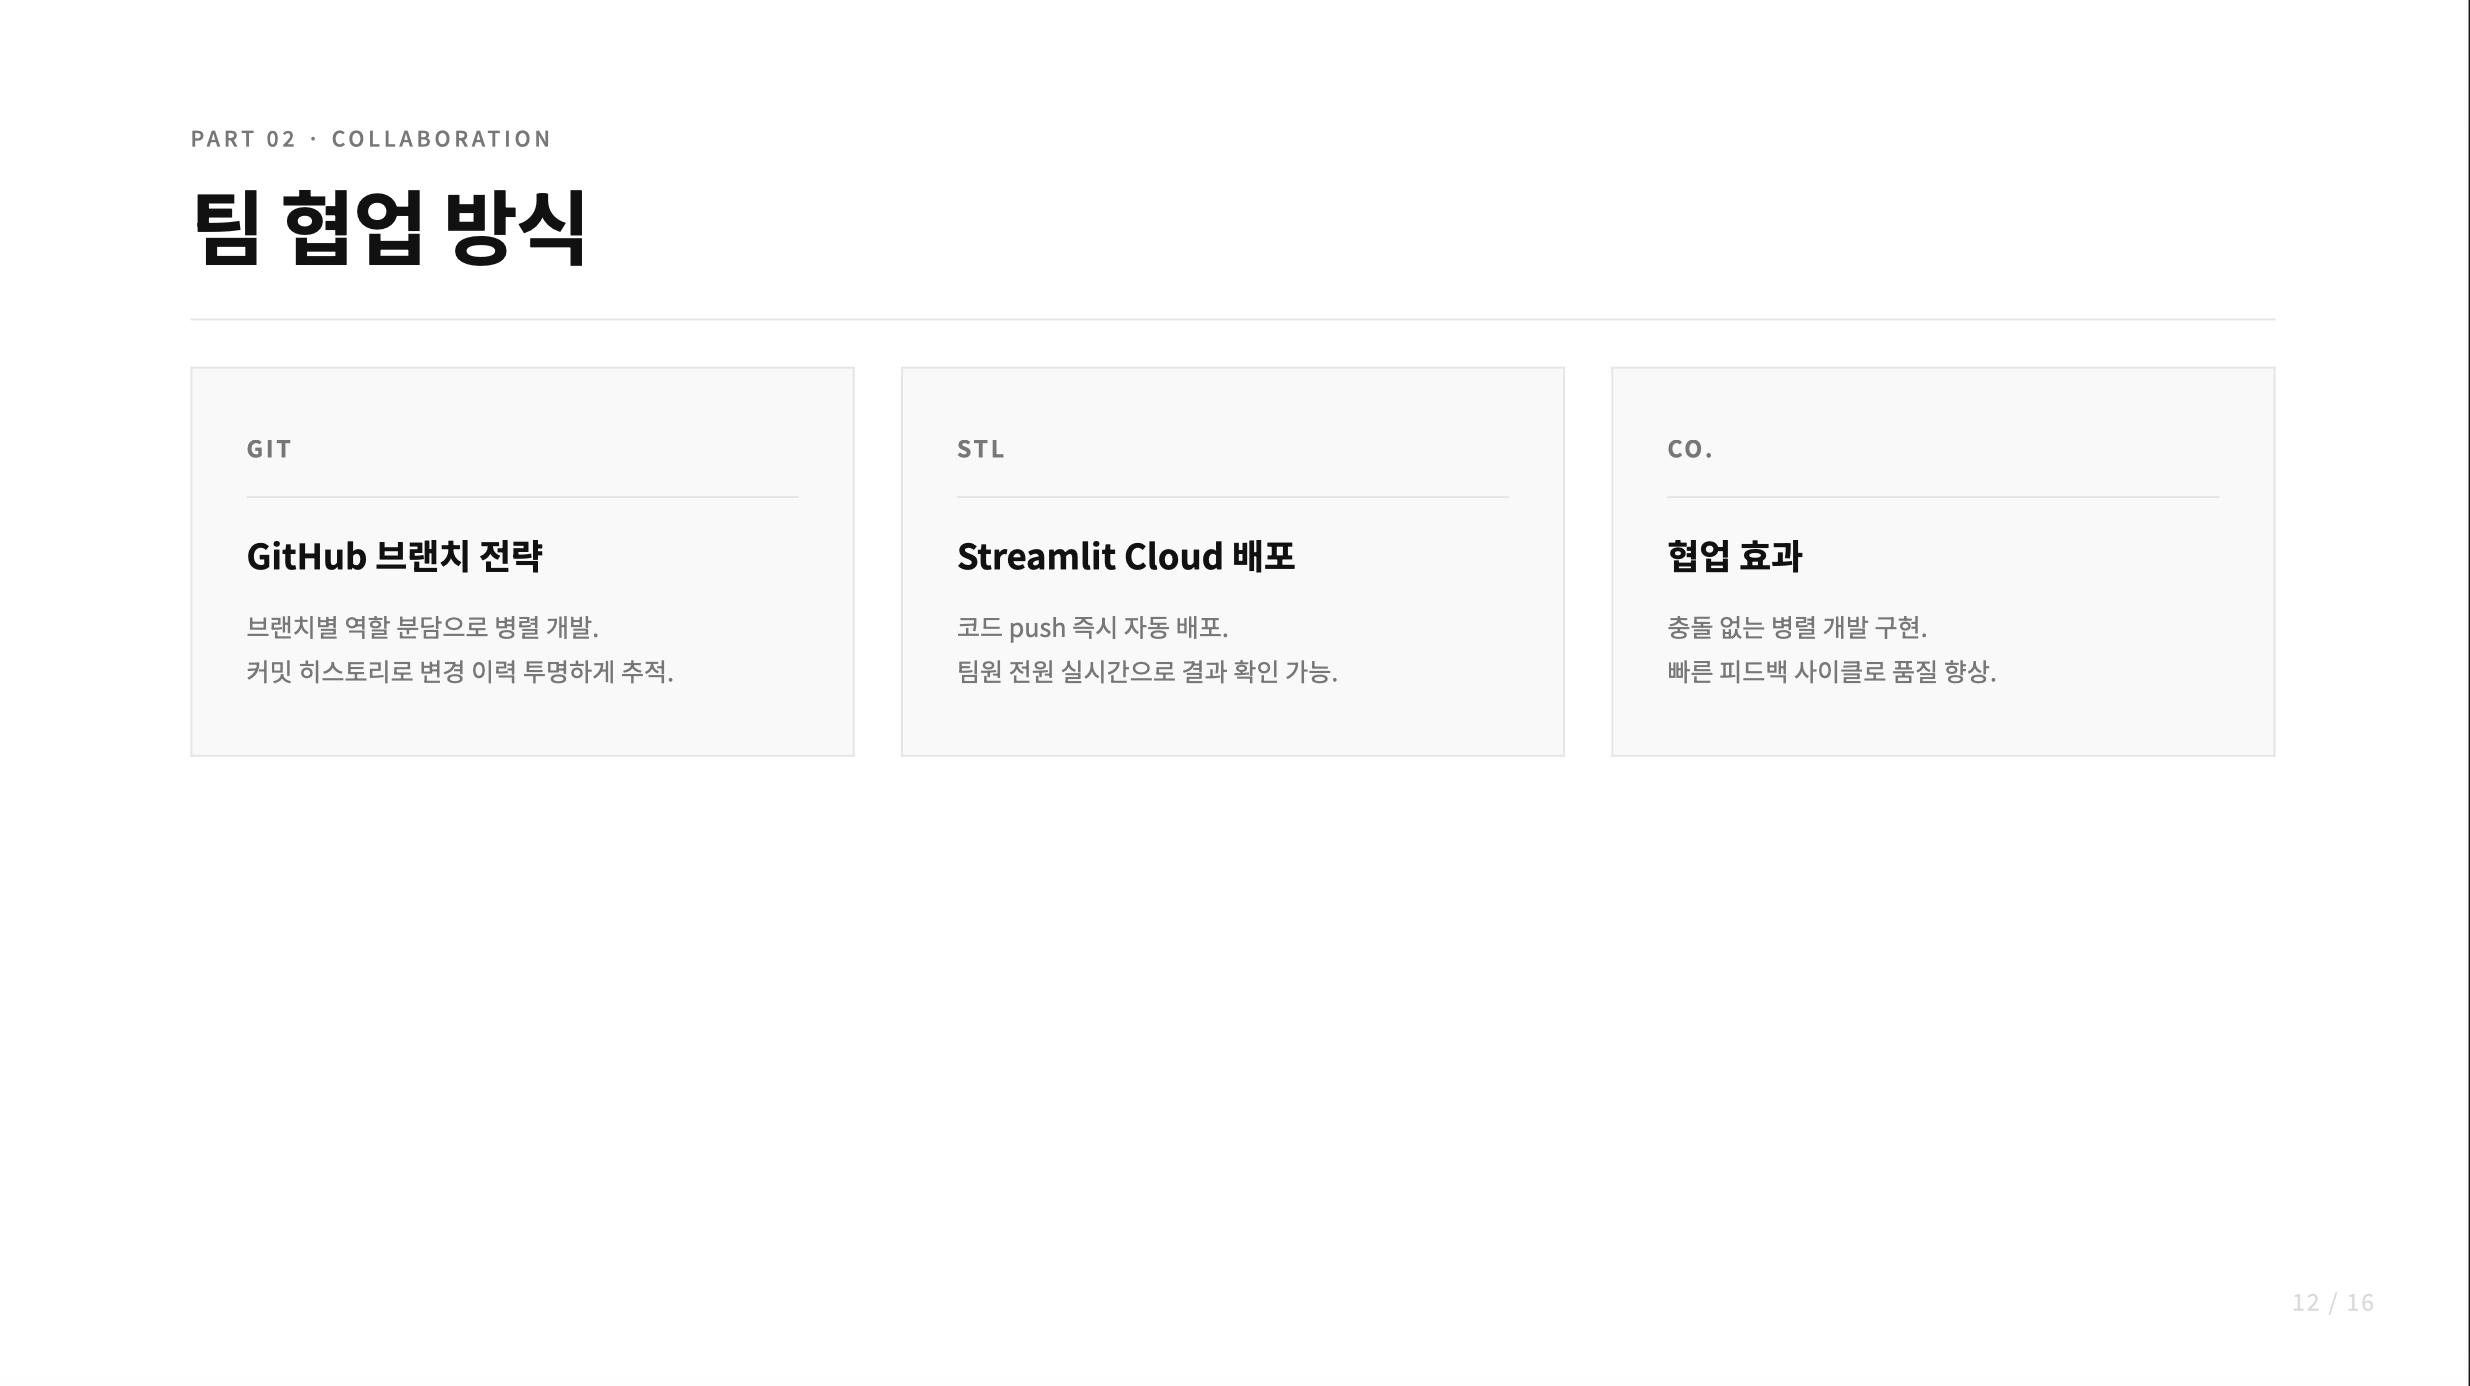 PART 02 · COLLABORATION
팀 협업 방식
GIT
GitHub 브랜치 전략
브랜치별 역할 분담으로 병렬 개발.
커밋 히스토리로 변경 이력 투명하게 추적.
STL
Streamlit Cloud 배포
코드 push 즉시 자동 배포.
팀원 전원 실시간으로 결과 확인 가능.
CO.
협업 효과
충돌 없는 병렬 개발 구현.
빠른 피드백 사이클로 품질 향상.
12 / 16